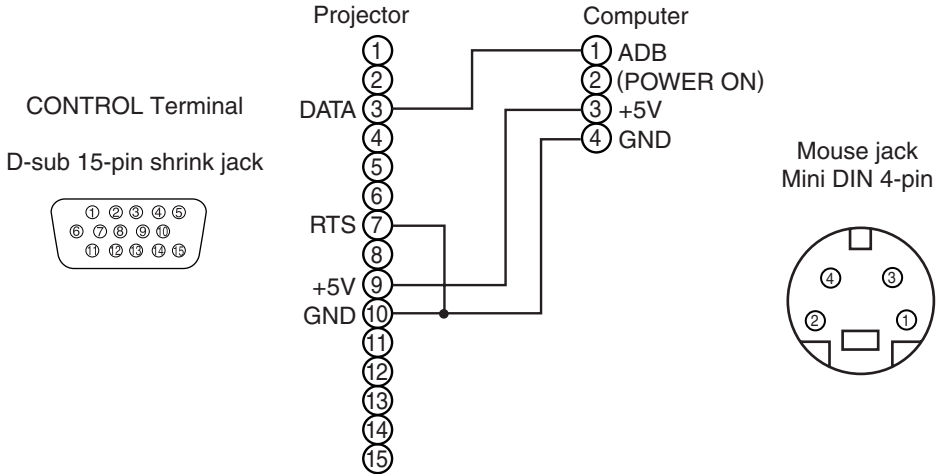 Projector
Computer
CONTROL Terminal
D-sub 15-pin shrink jack
① ② ③ ④ ⑤
⑥ ⑦ ⑧ ⑨ ⑩
⑪ ⑫ ⑬ ⑭ ⑮
①
②
DATA ③
④
⑤
⑥
RTS ⑦
⑧
+5V ⑨
GND ⑩
⑪
⑫
⑬
⑭
⑮
① ADB
② (POWER ON)
③ +5V
④ GND
Mouse jack
Mini DIN 4-pin
④ ③
② ①